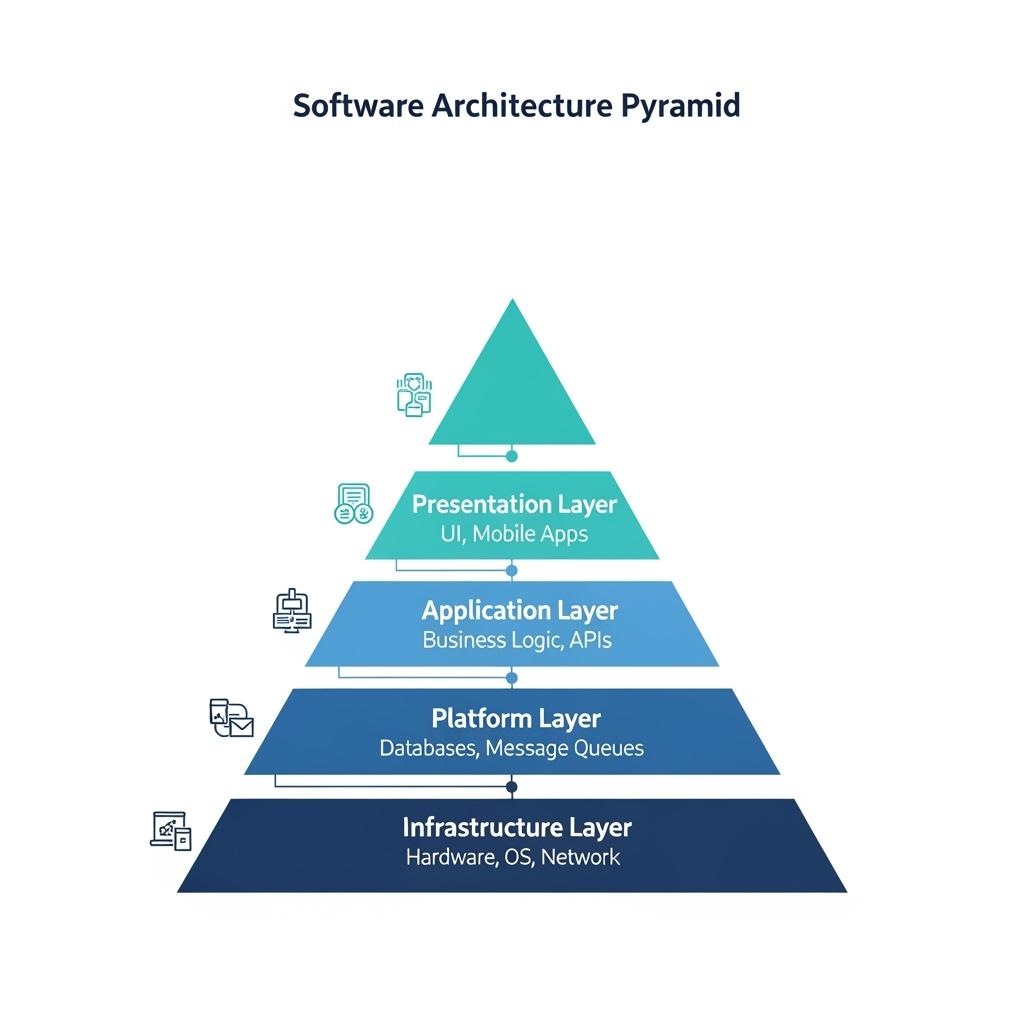 Software Architecture Pyramid
Presentation Layer
UI, Mobile Apps
Application Layer
Business Logic, APIs
Platform Layer
Databases, Message Queues
Infrastructure Layer
Hardware, OS, Network